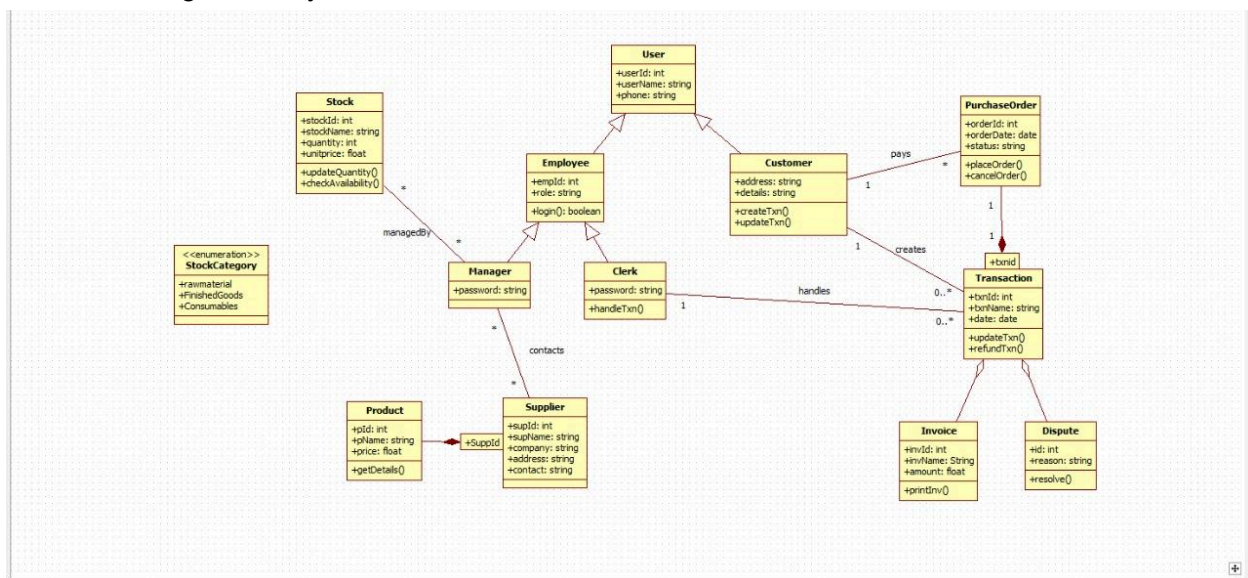 User
+userId: int
+userName: string
+phone: string
Stock
+stockId: int
+stockName: string
+quantity: int
+unitprice: float
+updateQuantity()
+checkAvailability()
PurchaseOrder
+orderId: int
+orderDate: date
+status: string
+placeOrder()
+cancelOrder()
Employee
+empId: int
+role: string
+login(): boolean
Customer
+address: string
+details: string
+createTxn()
+updateTxn()
pays
1
*
*
managedBy
*
1
1
1
creates
0..*
<<enumeration>>
StockCategory
+rawmaterial
+FinishedGoods
+Consumables
Manager
+password: string
Clerk
+password: string
+handleTxn()
1
handles
0..*
+txnid
Transaction
+txnId: int
+txnName: string
+date: date
+updateTxn()
+refundTxn()
*
contacts
*
Product
+pId: int
+pName: string
+price: float
+getDetails()
+SuppId
Supplier
+supId: int
+supName: string
+company: string
+address: string
+contact: string
Invoice
+invId: int
+invName: String
+amount: float
+printInv()
Dispute
+id: int
+reason: string
+resolve()